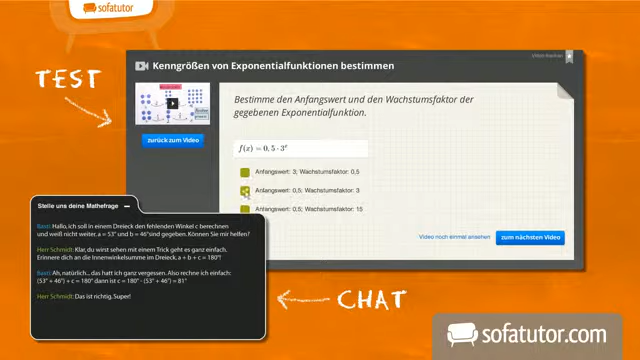 sofatutor
TEST
Kenngrößen von Exponentialfunktionen bestimmen
Bestimme den Anfangswert und den Wachstumsfaktor der
gegebenen Exponentialfunktion.
zurück zum Video
f(x) = 0,5 · 3ˣ
Anfangswert: 3; Wachstumsfaktor: 0,5
Anfangswert: 0,5; Wachstumsfaktor: 3
Anfangswert: 0,5; Wachstumsfaktor: 15
Video noch einmal ansehen
zum nächsten Video
Stelle uns deine Mathefrage
Basti: Hallo, ich soll in einem Dreieck den fehlenden Winkel c berechnen
und weiß nicht weiter, a = 53° und b = 46° sind gegeben. Können Sie mir helfen?
Herr Schmidt: Klar, du wirst sehen mit einem Trick geht es ganz einfach.
Erinnere dich an die Innenwinkelsumme im Dreieck, a + b + c = 180°!
Basti: Ah, natürlich... das hatt ich ganz vergessen. Also rechne ich einfach:
(53° + 46°) + c = 180° dann ist c = 180° - (53° + 46°) = 81°
Herr Schmidt: Das ist richtig. Super!
CHAT
sofatutor.com